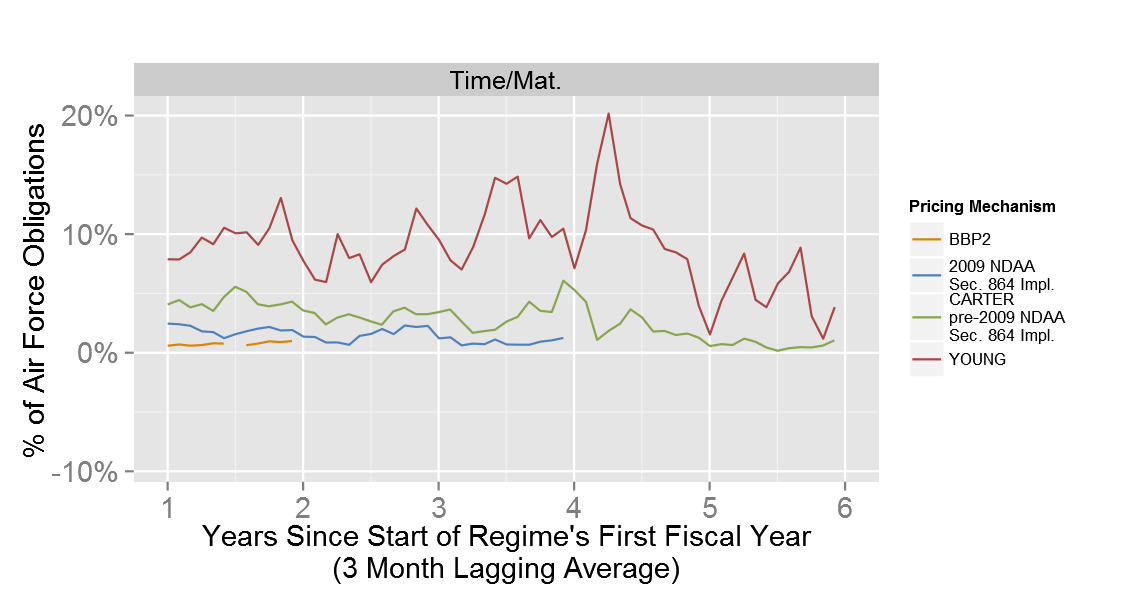 Time/Mat.
% of Air Force Obligations
20%
10%
0%
-10%
1 2 3 4 5 6
Years Since Start of Regime's First Fiscal Year
(3 Month Lagging Average)
Pricing Mechanism
BBP2
2009 NDAA
Sec. 864 Impl.
CARTER
pre-2009 NDAA
Sec. 864 Impl.
YOUNG